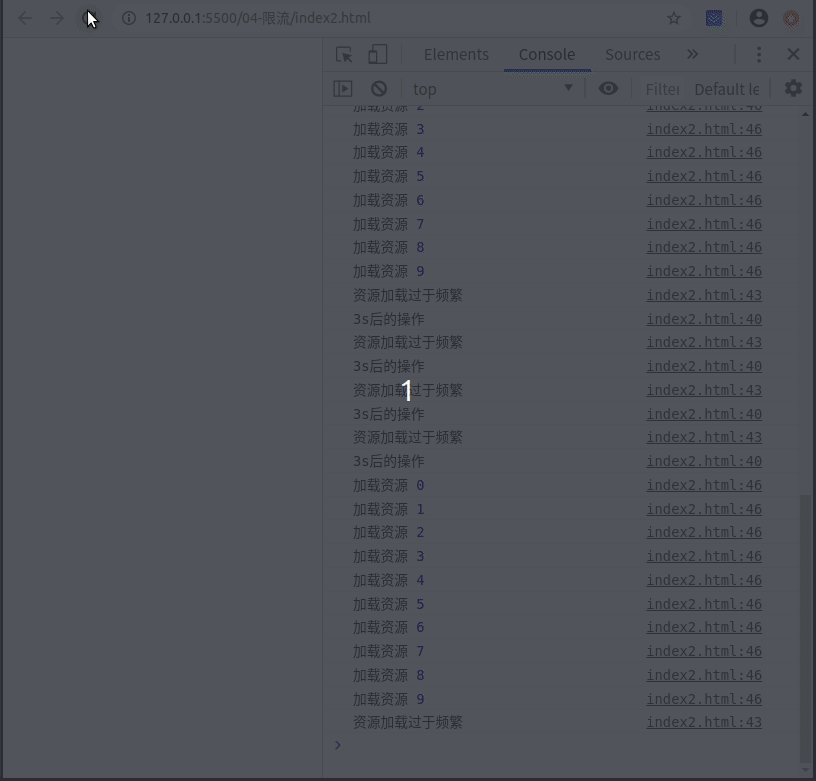 127.0.0.1:5500/04-限流/index2.html
Elements Console Sources »
top Filter Default le
加载资源 2 index2.html:46
加载资源 3 index2.html:46
加载资源 4 index2.html:46
加载资源 5 index2.html:46
加载资源 6 index2.html:46
加载资源 7 index2.html:46
加载资源 8 index2.html:46
加载资源 9 index2.html:46
资源加载过于频繁 index2.html:43
3s后的操作 index2.html:40
资源加载过于频繁 index2.html:43
3s后的操作 index2.html:40
资源加载过于频繁 index2.html:43
1
3s后的操作 index2.html:40
资源加载过于频繁 index2.html:43
3s后的操作 index2.html:40
加载资源 0 index2.html:46
加载资源 1 index2.html:46
加载资源 2 index2.html:46
加载资源 3 index2.html:46
加载资源 4 index2.html:46
加载资源 5 index2.html:46
加载资源 6 index2.html:46
加载资源 7 index2.html:46
加载资源 8 index2.html:46
加载资源 9 index2.html:46
资源加载过于频繁 index2.html:43